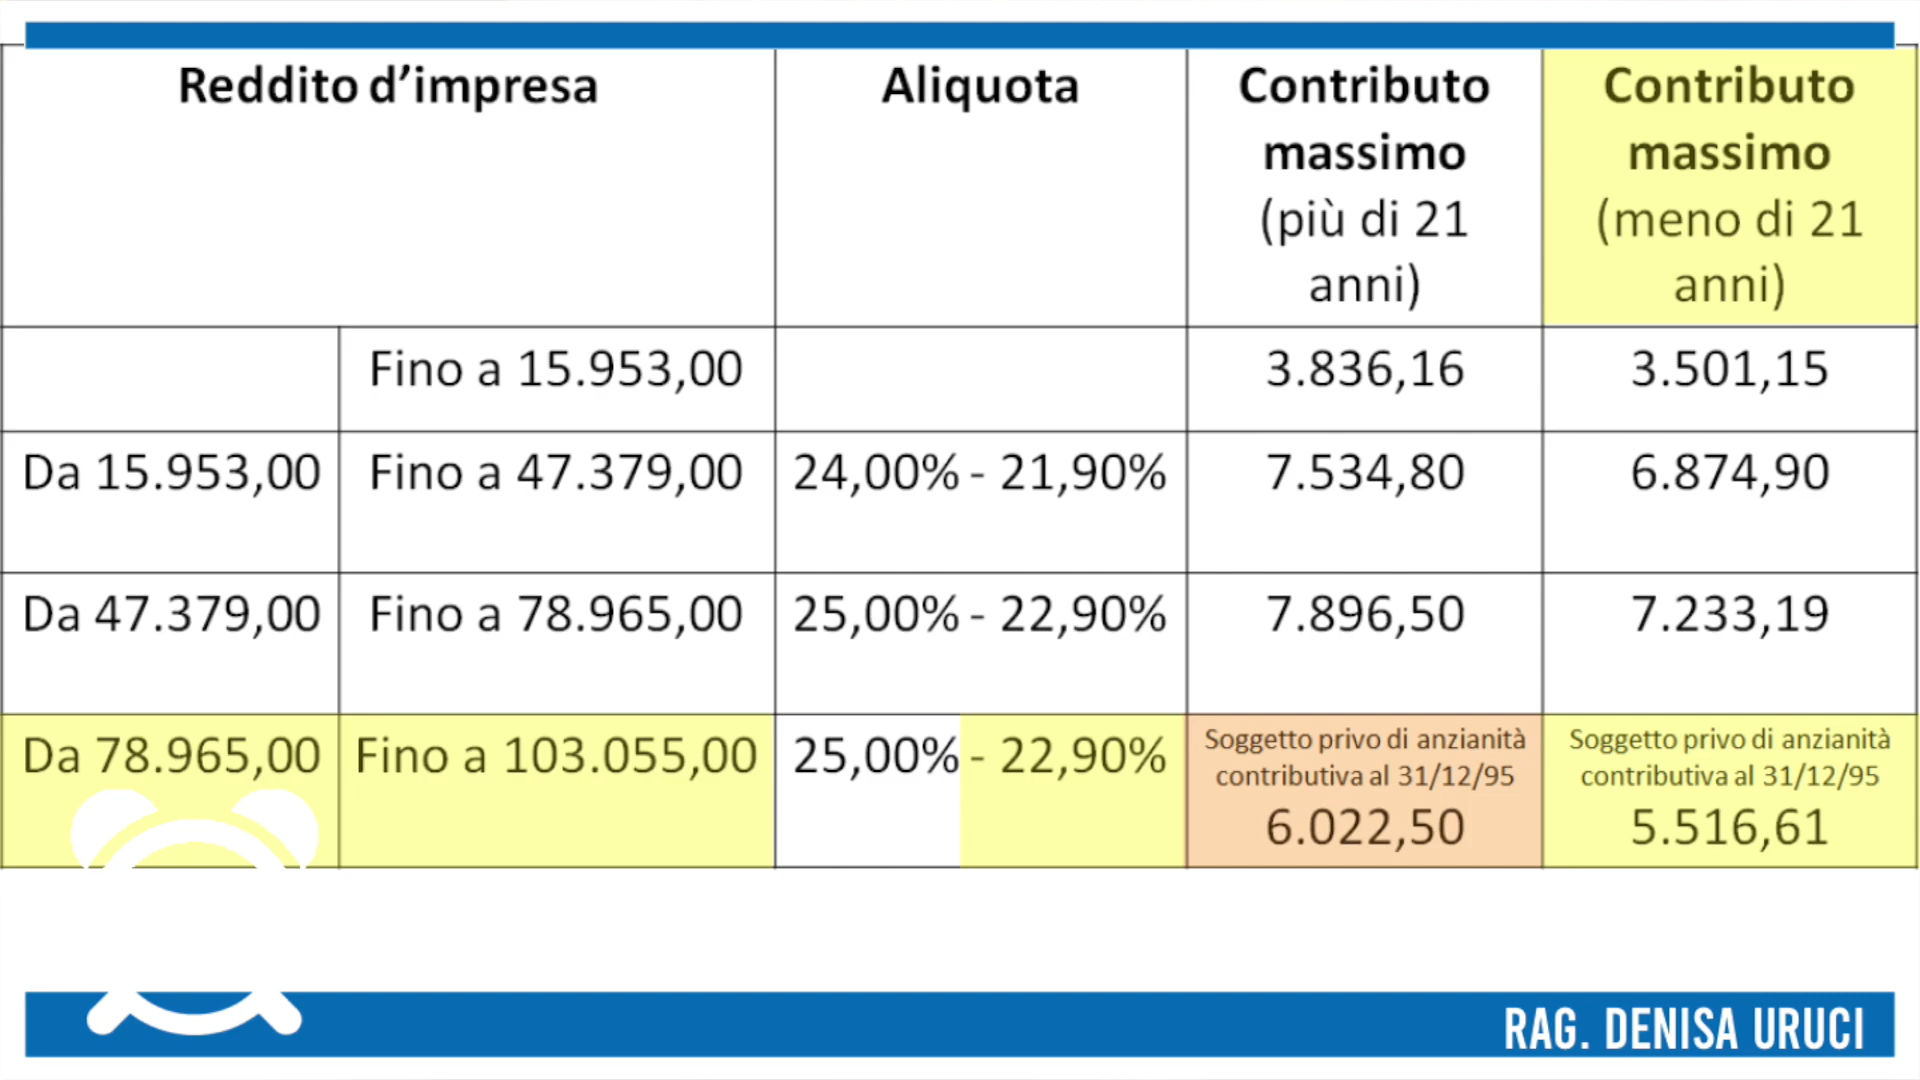 Reddito d'impresa
Aliquota
Contributo
massimo
(più di 21
anni)
Contributo
massimo
(meno di 21
anni)
Fino a 15.953,00
3.836,16
3.501,15
Da 15.953,00
Fino a 47.379,00
24,00% - 21,90%
7.534,80
6.874,90
Da 47.379,00
Fino a 78.965,00
25,00% - 22,90%
7.896,50
7.233,19
Da 78.965,00
Fino a 103.055,00
25,00% - 22,90%
Soggetto privo di anzianità
contributiva al 31/12/95
6.022,50
Soggetto privo di anzianità
contributiva al 31/12/95
5.516,61
RAG. DENISA URUCI